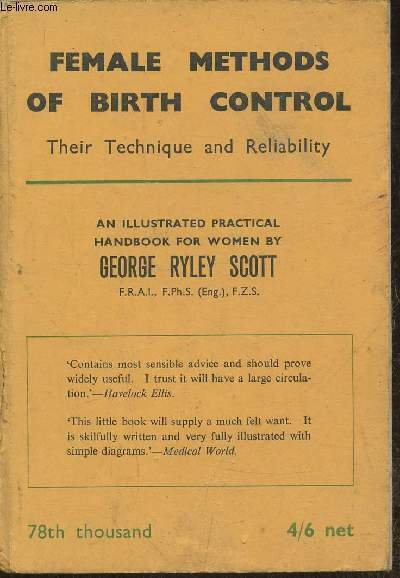 le-livre.com
FEMALE METHODS
OF BIRTH CONTROL
Their Technique and Reliability
AN ILLUSTRATED PRACTICAL
HANDBOOK FOR WOMEN BY
GEORGE RYLEY SCOTT
F.R.A.I., F.Ph.S. (Eng.), F.Z.S.
'Contains most sensible advice and should prove
widely useful. I trust it will have a large circula-
tion.'—Havelock Ellis.
'This little book will supply a much felt want. It
is skilfully written and very fully illustrated with
simple diagrams.'—Medical World.
78th thousand 4/6 net